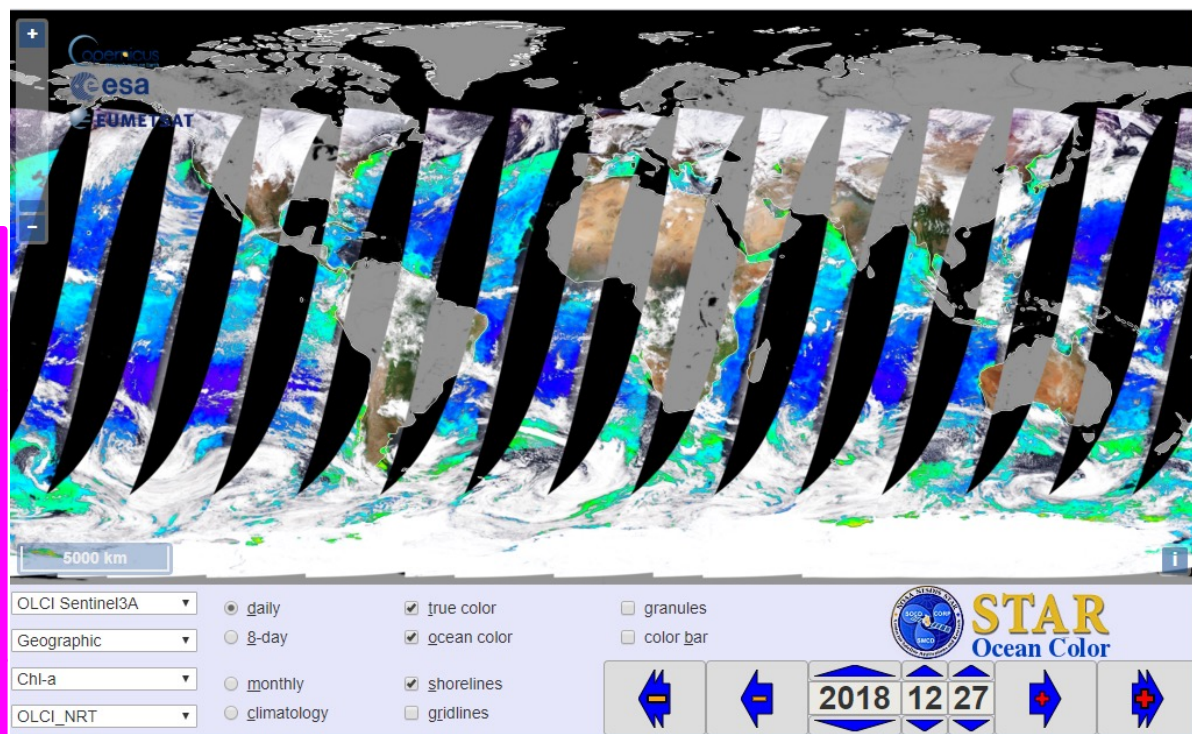 +
Copernicus
esa
EUMETSAT
−
5000 km
i
OLCI Sentinel3A
Geographic
Chl-a
OLCI_NRT
daily
8-day
monthly
climatology
true color
ocean color
shorelines
gridlines
granules
color bar
STAR
Ocean Color
2018 12 27